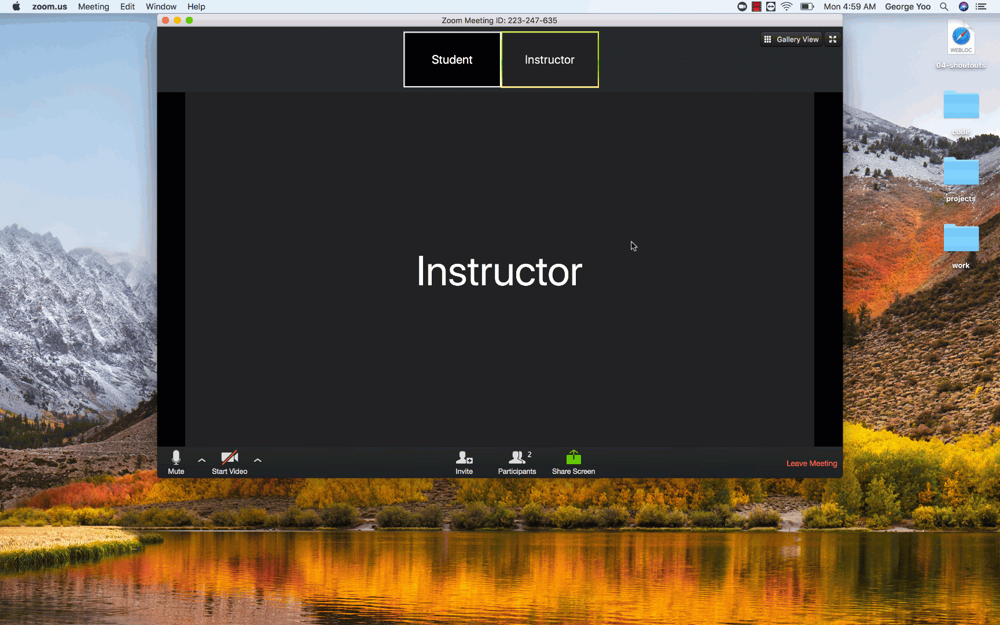 zoom.us Meeting Edit Window Help Mon 4:59 AM George Yoo
Zoom Meeting ID: 223-247-635
Student
Instructor
Gallery View
WEBLOC
04-shoutouts
code
projects
work
Instructor
Mute
Start Video
Invite
2
Participants
Share Screen
Leave Meeting